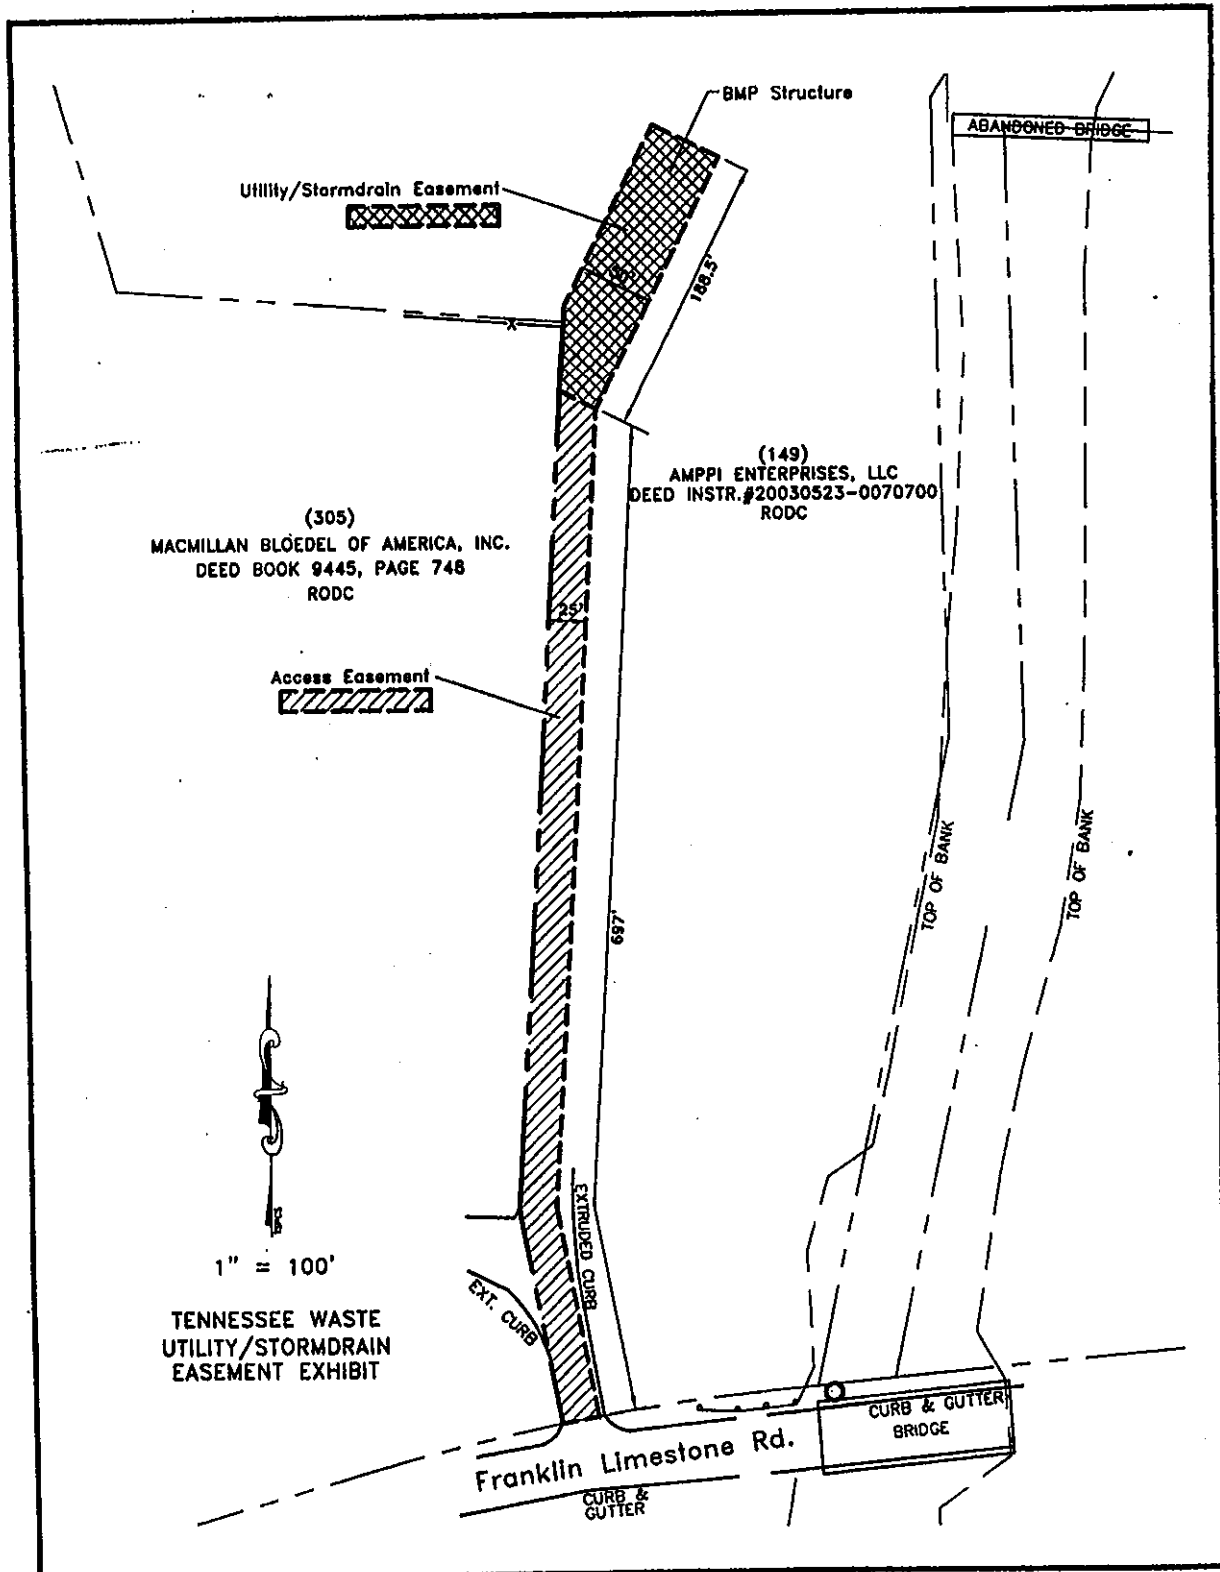 BMP Structure
ABANDONED BRIDGE
Utility/Stormdrain Easement
188.5'
(149)
AMPPI ENTERPRISES, LLC
DEED INSTR.#20030523-0070700
RODC
(305)
MACMILLAN BLOEDEL OF AMERICA, INC.
DEED BOOK 9445, PAGE 748
RODC
25'
Access Easement
TOP OF BANK
TOP OF BANK
697'
EXTRUDED CURB
1" = 100'
EXT. CURB
TENNESSEE WASTE
UTILITY/STORMDRAIN
EASEMENT EXHIBIT
CURB & GUTTER
BRIDGE
Franklin Limestone Rd.
CURB &
GUTTER